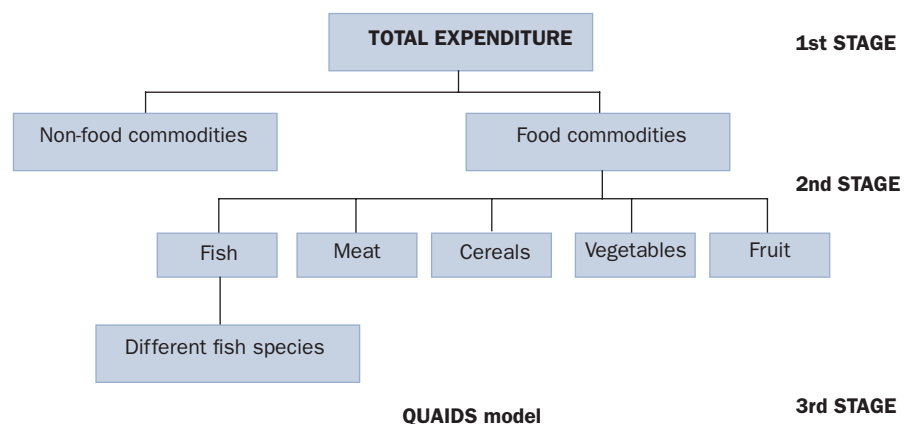 TOTAL EXPENDITURE
1st STAGE
Non-food commodities
Food commodities
2nd STAGE
Fish
Meat
Cereals
Vegetables
Fruit
Different fish species
QUAIDS model
3rd STAGE